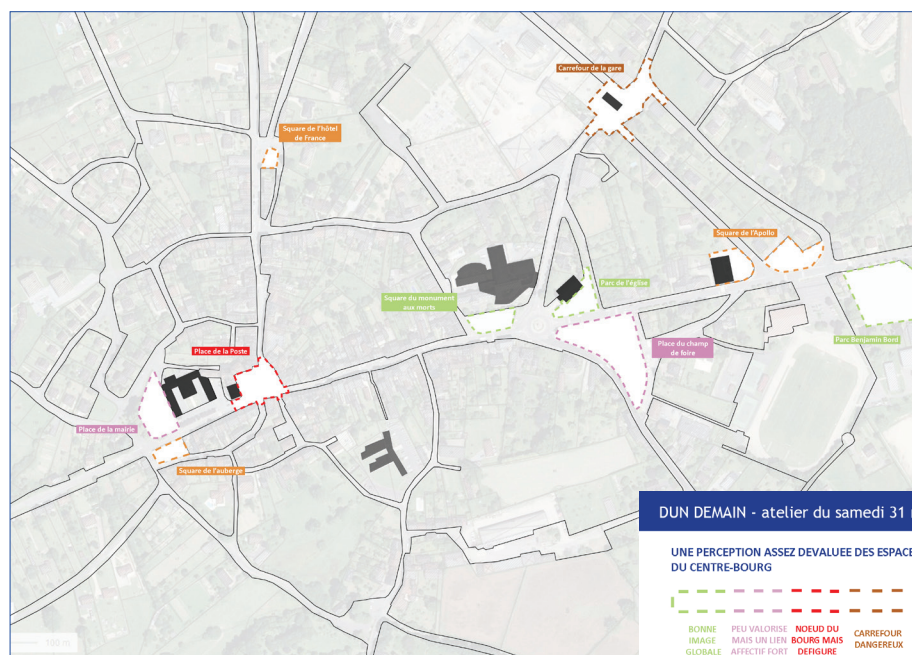 Carrefour de la gare
Square de l'hôtel
de France
Square de l'Apollo
Parc de l'église
Square du monument
aux morts
Parc Benjamin Bord
Place du champ
de foire
Place de la Poste
Place de la mairie
Square de l'auberge
100 m
DUN DEMAIN - atelier du samedi 31
UNE PERCEPTION ASSEZ DEVALUEE DES ESPACE
DU CENTRE-BOURG
BONNE
IMAGE
GLOBALE
PEU VALORISE
MAIS UN LIEN
AFFECTIF FORT
NOEUD DU
BOURG MAIS
DEFIGURE
CARREFOUR
DANGEREUX